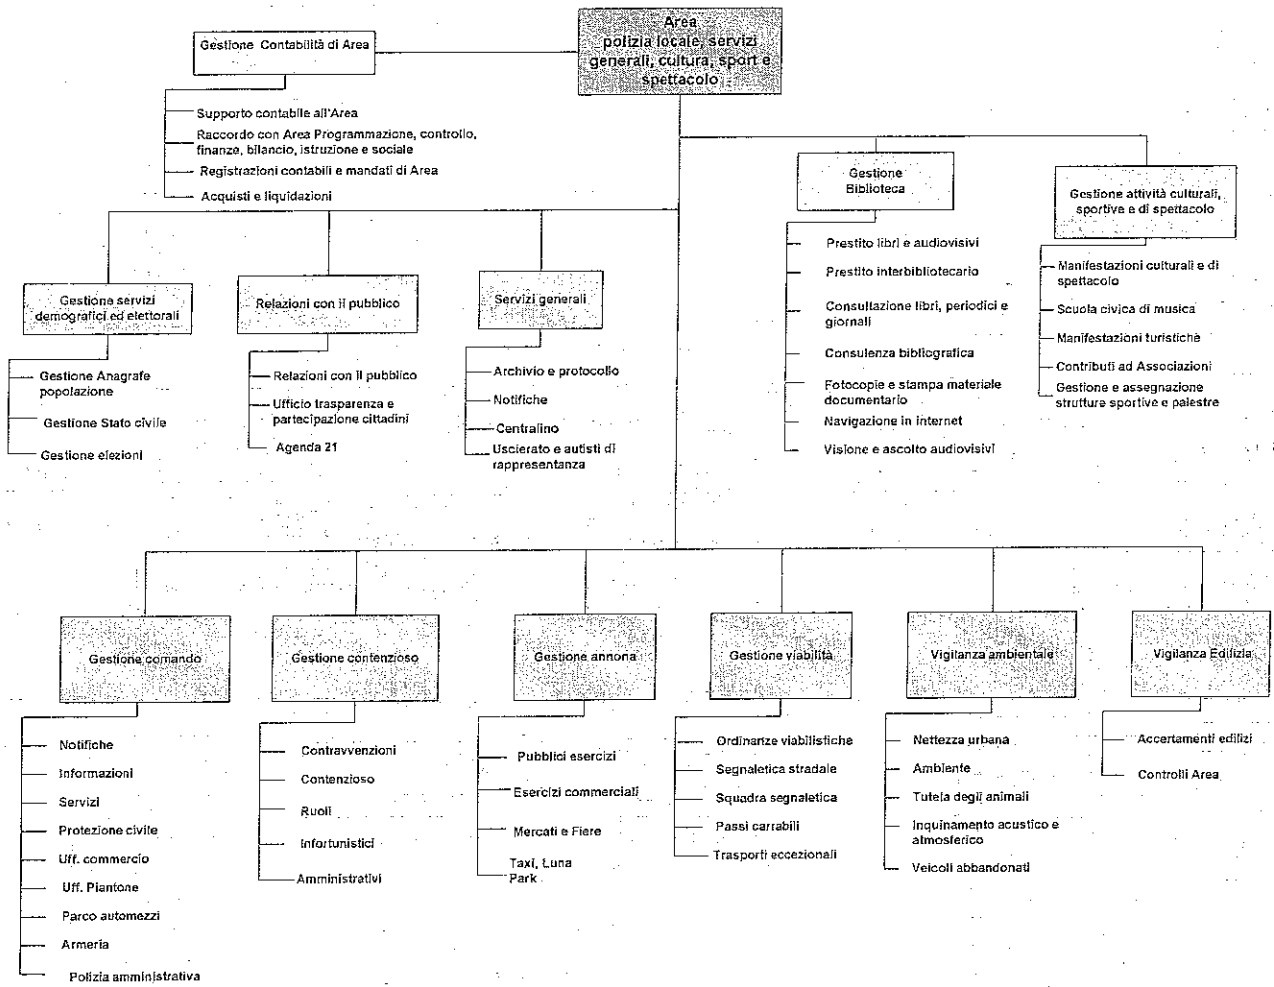 Area
polizia locale, servizi
generali, cultura, sport e
spettacolo
Gestione Contabilità di Area
Supporto contabile all'Area
Raccordo con Area Programmazione, controllo,
finanze, bilancio, istruzione e sociale
Registrazioni contabili e mandati di Area
Acquisti e liquidazioni
Gestione
Biblioteca
Prestito libri e audiovisivi
Prestito interbibliotecario
Consultazione libri, periodici e
giornali
Consulenza bibliografica
Fotocopie e stampa materiale
documentario
Navigazione in internet
Visione e ascolto audiovisivi
Gestione attività culturali,
sportive e di spettacolo
Manifestazioni culturali e di
spettacolo
Scuola civica di musica
Manifestazioni turistiche
Contributi ad Associazioni
Gestione e assegnazione
strutture sportive e palestre
Gestione servizi
demografici ed elettorali
Gestione Anagrafe
popolazione
Gestione Stato civile
Gestione elezioni
Relazioni con il pubblico
Relazioni con il pubblico
Ufficio trasparenza e
partecipazione cittadini
Agenda 21
Servizi generali
Archivio e protocollo
Notifiche
Centralino
Uscierato e autisti di
rappresentanza
Gestione comando
Notifiche
Informazioni
Servizi
Protezione civile
Uff. commercio
Uff. Piantone
Parco automezzi
Armeria
Polizia amministrativa
Gestione contenzioso
Contravvenzioni
Contenzioso
Ruoli
Infortunistici
Amministrativi
Gestione annona
Pubblici esercizi
Esercizi commerciali
Mercati e Fiere
Taxi, Luna
Park
Gestione viabilità
Ordinanze viabilistiche
Segnaletica stradale
Squadra segnaletica
Passi carrabili
Trasporti eccezionali
Vigilanza ambientale
Nettezza urbana
Ambiente
Tutela degli animali
Inquinamento acustico e
atmosferico
Veicoli abbandonati
Vigilanza Edilizia
Accertamenti edilizi
Controlli Area